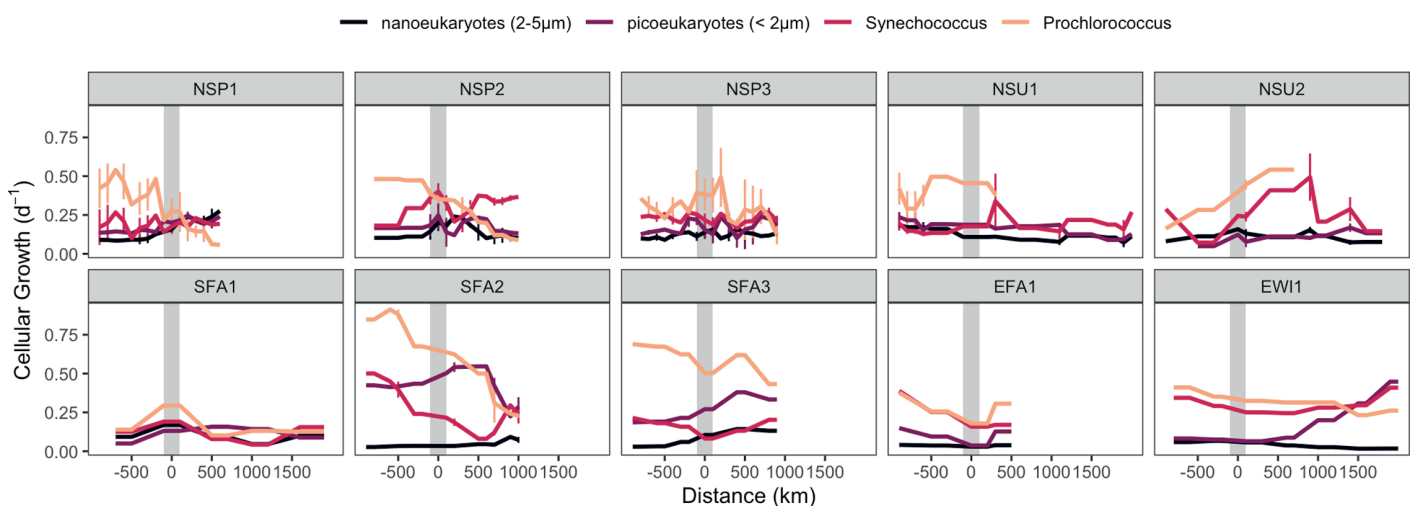 nanoeukaryotes (2-5μm) picoeukaryotes (< 2μm) Synechococcus Prochlorococcus
NSP1 NSP2 NSP3 NSU1 NSU2
0.75
0.50
0.25
0.00
SFA1 SFA2 SFA3 EFA1 EWI1
0.75
0.50
0.25
0.00
Cellular Growth (d⁻¹)
-500 0 500 1000 1500 -500 0 500 1000 1500 -500 0 500 1000 1500 -500 0 500 1000 1500 -500 0 500 1000 1500
Distance (km)